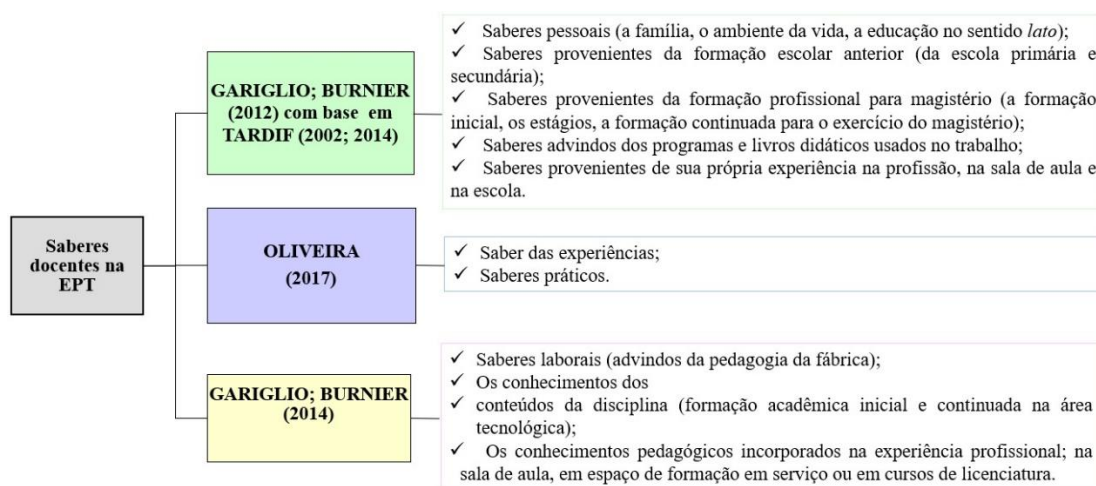 Saberes
docentes na
EPT
GARIGLIO; BURNIER
(2012) com base em
TARDIF (2002; 2014)
✓ Saberes pessoais (a família, o ambiente da vida, a educação no sentido lato);
✓ Saberes provenientes da formação escolar anterior (da escola primária e
secundária);
✓ Saberes provenientes da formação profissional para magistério (a formação
inicial, os estágios, a formação continuada para o exercício do magistério);
✓ Saberes advindos dos programas e livros didáticos usados no trabalho;
✓ Saberes provenientes de sua própria experiência na profissão, na sala de aula e
na escola.
OLIVEIRA
(2017)
✓ Saber das experiências;
✓ Saberes práticos.
GARIGLIO; BURNIER
(2014)
✓ Saberes laborais (advindos da pedagogia da fábrica);
✓ Os conhecimentos dos
✓ conteúdos da disciplina (formação acadêmica inicial e continuada na área
tecnológica);
✓ Os conhecimentos pedagógicos incorporados na experiência profissional; na
sala de aula, em espaço de formação em serviço ou em cursos de licenciatura.